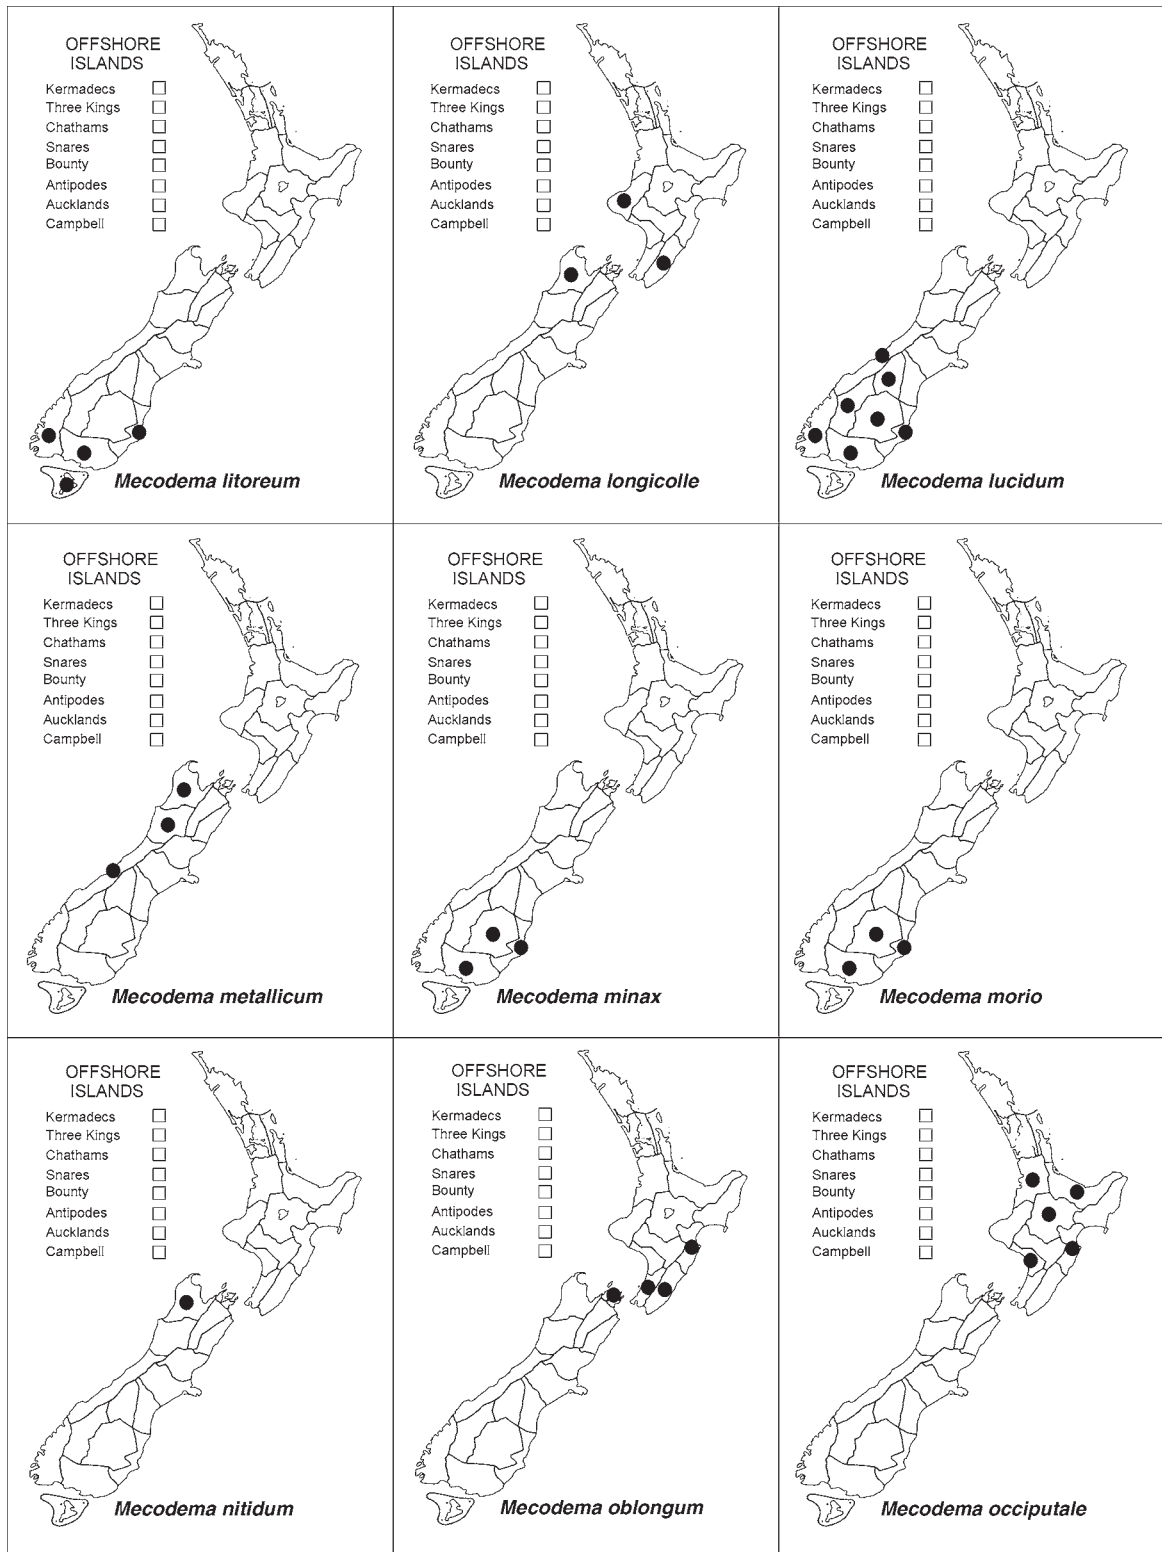 OFFSHORE
ISLANDS
Kermadecs
Three Kings
Chathams
Snares
Bounty
Antipodes
Aucklands
Campbell
Mecodema litoreum
OFFSHORE
ISLANDS
Kermadecs
Three Kings
Chathams
Snares
Bounty
Antipodes
Aucklands
Campbell
Mecodema longicolle
OFFSHORE
ISLANDS
Kermadecs
Three Kings
Chathams
Snares
Bounty
Antipodes
Aucklands
Campbell
Mecodema lucidum
OFFSHORE
ISLANDS
Kermadecs
Three Kings
Chathams
Snares
Bounty
Antipodes
Aucklands
Campbell
Mecodema metallicum
OFFSHORE
ISLANDS
Kermadecs
Three Kings
Chathams
Snares
Bounty
Antipodes
Aucklands
Campbell
Mecodema minax
OFFSHORE
ISLANDS
Kermadecs
Three Kings
Chathams
Snares
Bounty
Antipodes
Aucklands
Campbell
Mecodema morio
OFFSHORE
ISLANDS
Kermadecs
Three Kings
Chathams
Snares
Bounty
Antipodes
Aucklands
Campbell
Mecodema nitidum
OFFSHORE
ISLANDS
Kermadecs
Three Kings
Chathams
Snares
Bounty
Antipodes
Aucklands
Campbell
Mecodema oblongum
OFFSHORE
ISLANDS
Kermadecs
Three Kings
Chathams
Snares
Bounty
Antipodes
Aucklands
Campbell
Mecodema occiputale